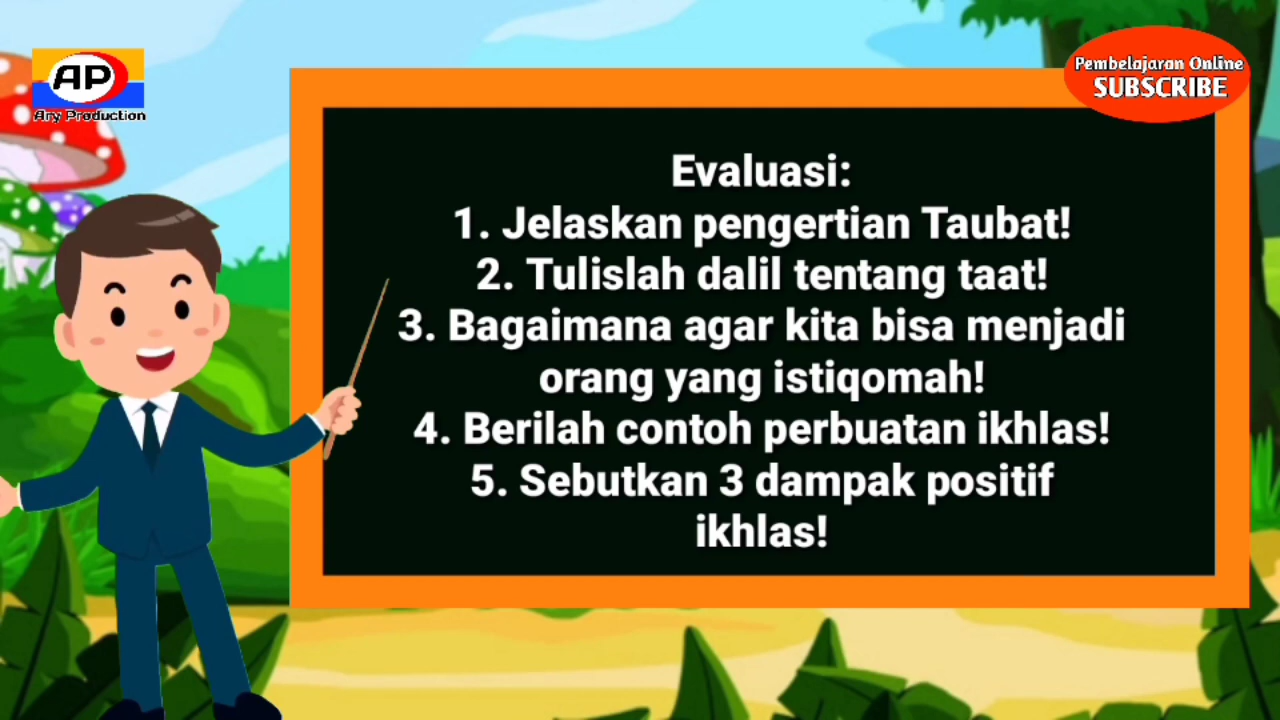 AP
Ary Production
Pembelajaran Online
SUBSCRIBE
Evaluasi:
1. Jelaskan pengertian Taubat!
2. Tulislah dalil tentang taat!
3. Bagaimana agar kita bisa menjadi
orang yang istiqomah!
4. Berilah contoh perbuatan ikhlas!
5. Sebutkan 3 dampak positif
ikhlas!